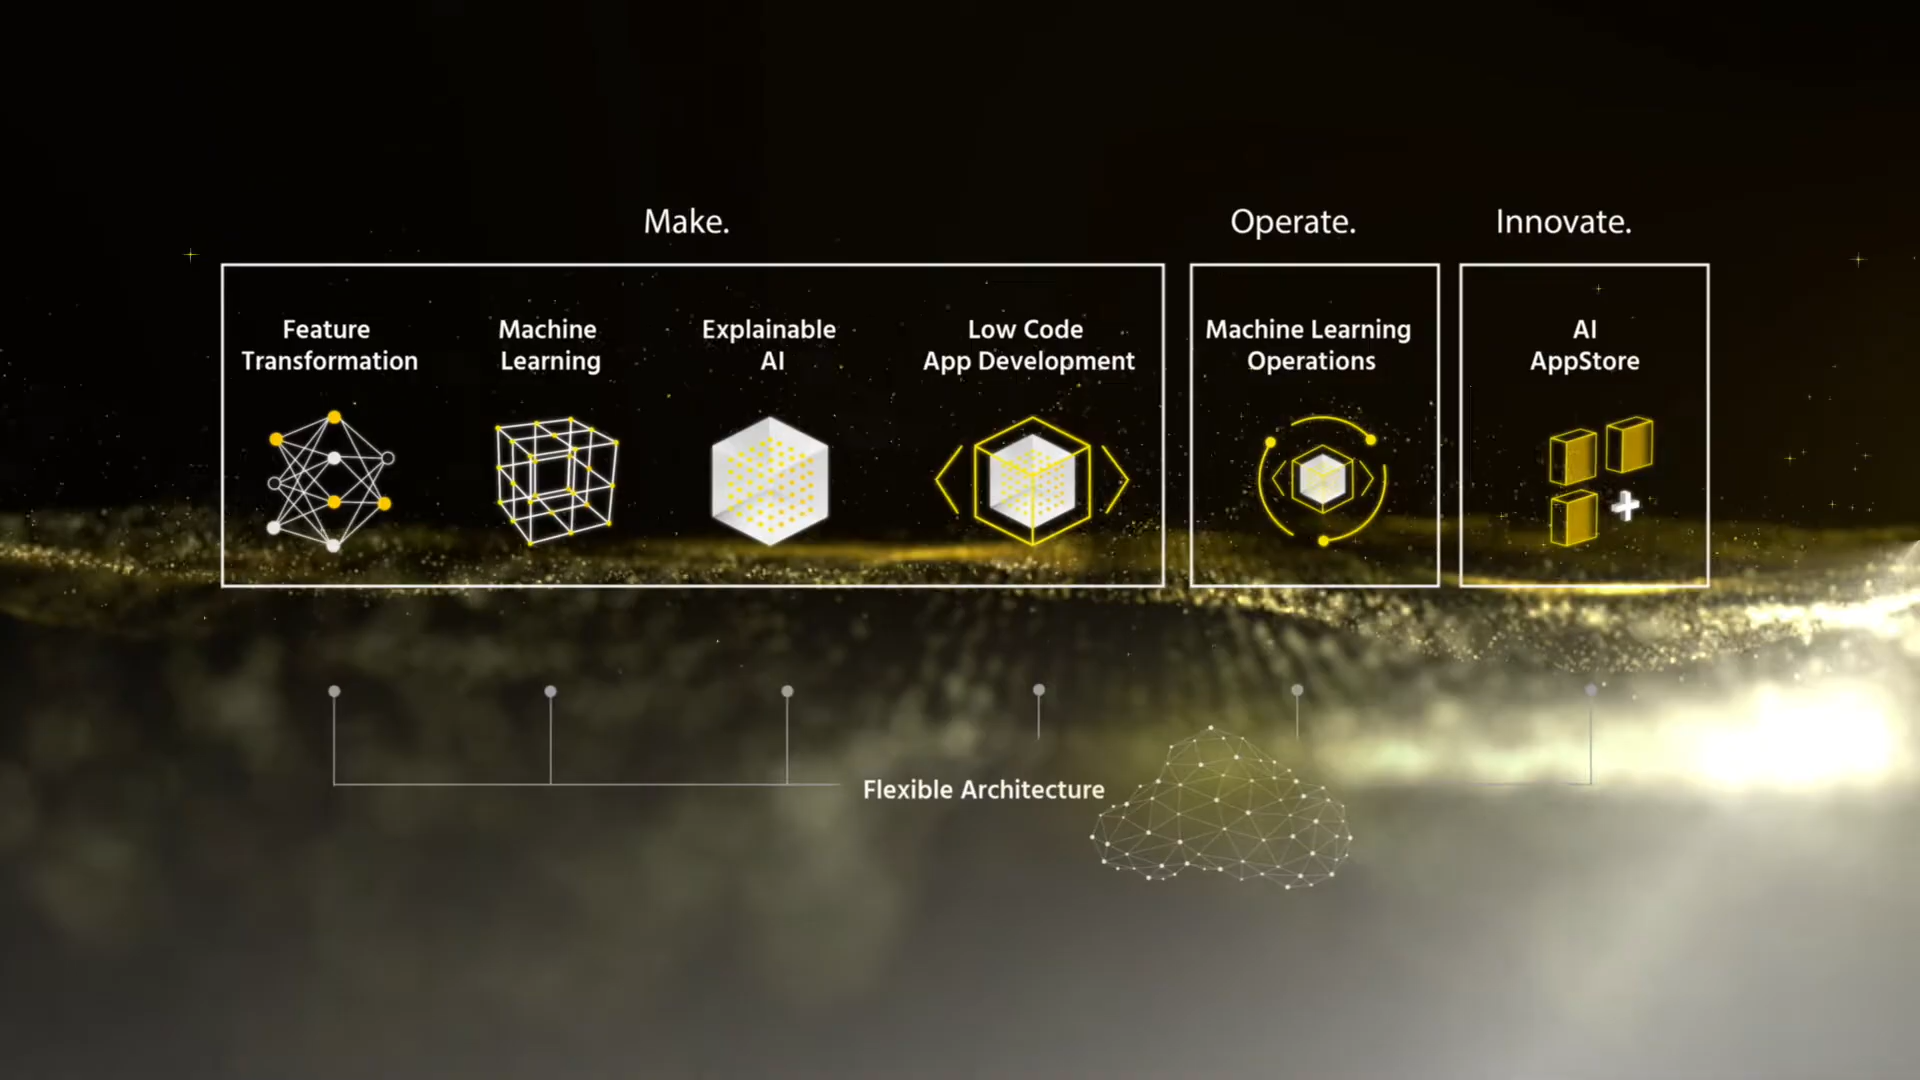 Make.
Operate.
Innovate.
Feature
Transformation
Machine
Learning
Explainable
AI
Low Code
App Development
Machine Learning
Operations
AI
AppStore
Flexible Architecture